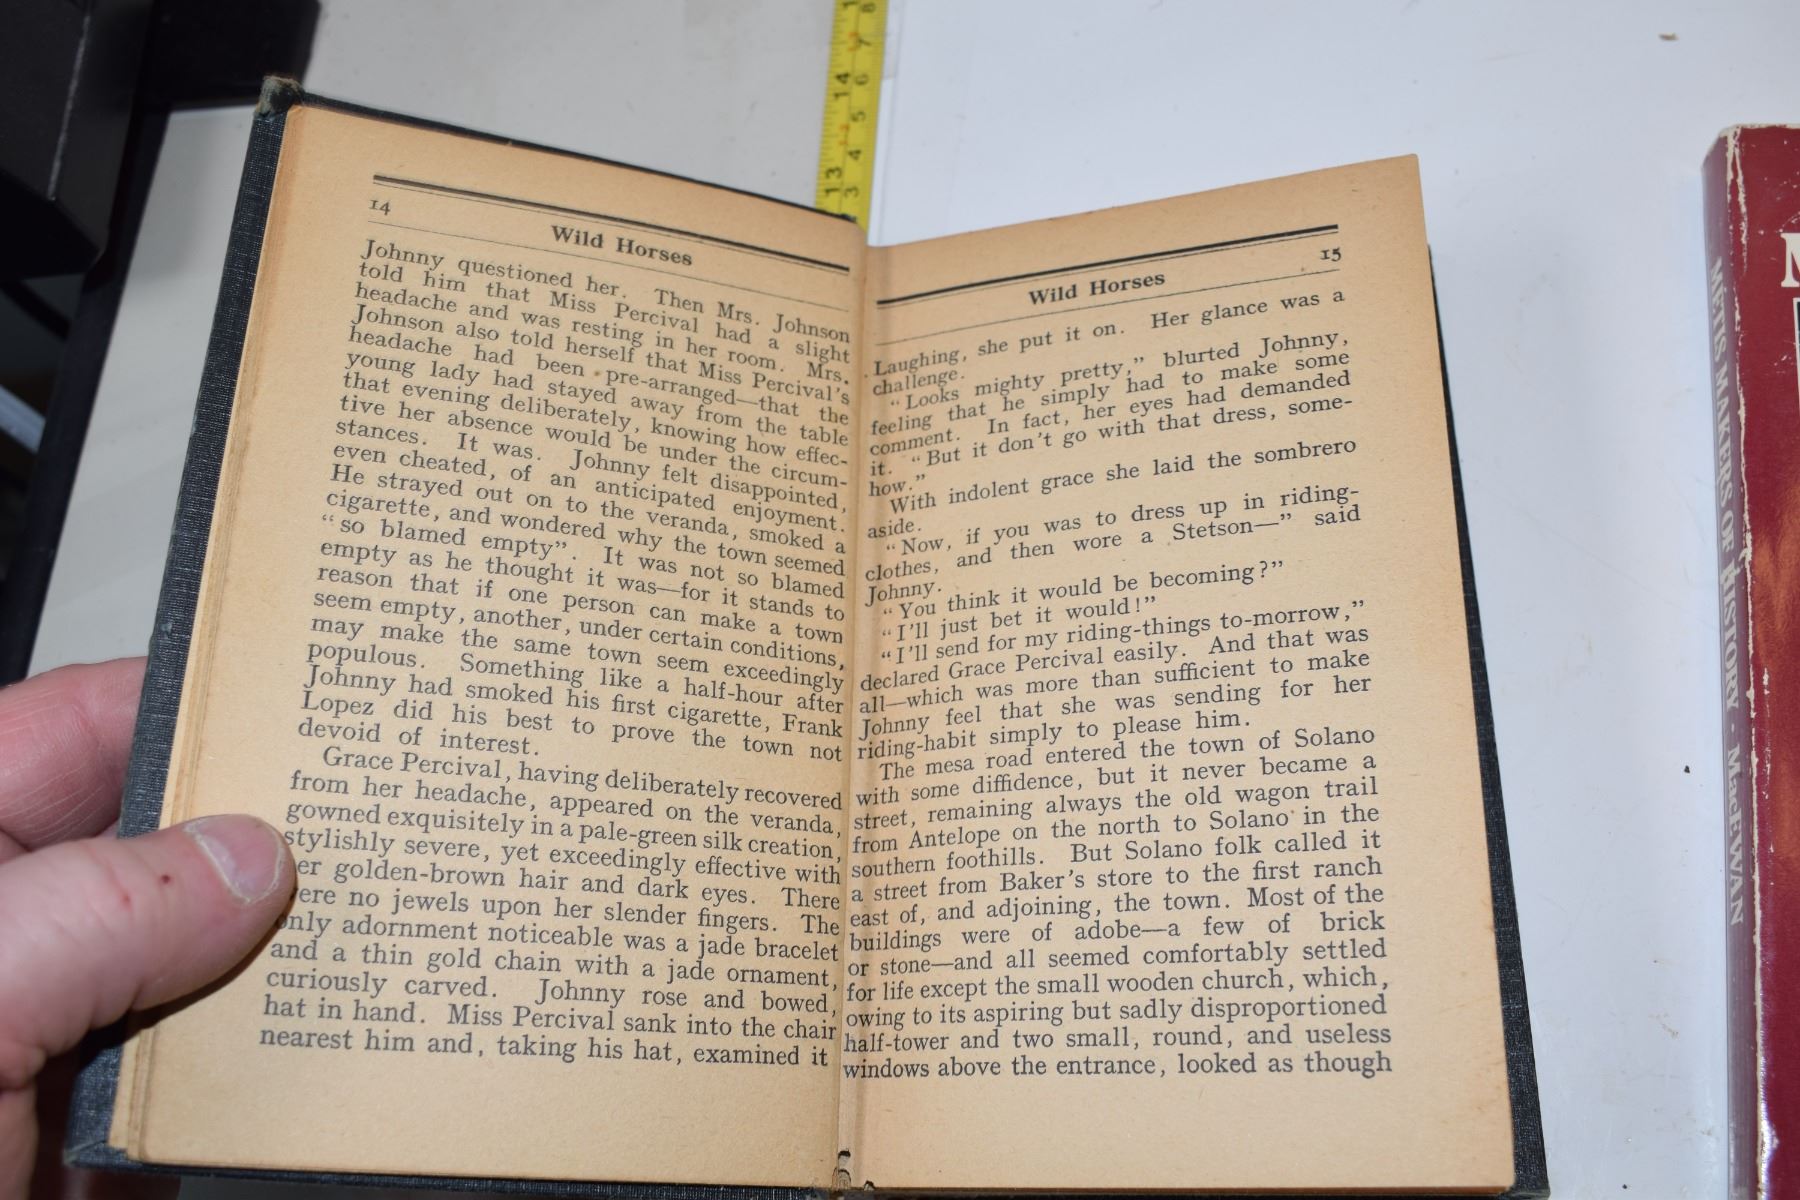 14
Wild Horses
Johnny questioned her. Then Mrs. Johnson
told him that Miss Percival had a slight
headache and was resting in her room. Mrs.
Johnson also told herself that Miss Percival's
headache had been pre-arranged—that the
young lady had stayed away from the table
that evening deliberately, knowing how effec-
tive her absence would be under the circum-
stances. It was. Johnny felt disappointed,
even cheated, of an anticipated enjoyment.
He strayed out on to the veranda, smoked a
cigarette, and wondered why the town seemed
"so blamed empty". It was not so blamed
empty as he thought it was—for it stands to
reason that if one person can make a town
seem empty, another, under certain conditions,
may make the same town seem exceedingly
populous. Something like a half-hour after
Johnny had smoked his first cigarette, Frank
Lopez did his best to prove the town not
devoid of interest.
Grace Percival, having deliberately recovered
from her headache, appeared on the veranda,
gowned exquisitely in a pale-green silk creation,
stylishly severe, yet exceedingly effective with
er golden-brown hair and dark eyes. There
ere no jewels upon her slender fingers. The
only adornment noticeable was a jade bracelet
and a thin gold chain with a jade ornament,
curiously carved. Johnny rose and bowed,
hat in hand. Miss Percival sank into the chair
nearest him and, taking his hat, examined it
15
Wild Horses
Laughing, she put it on. Her glance was a
challenge.
"Looks mighty pretty," blurted Johnny,
feeling that he simply had to make some
comment. In fact, her eyes had demanded
it. "But it don't go with that dress, some-
how."
With indolent grace she laid the sombrero
aside.
"Now, if you was to dress up in riding-
clothes, and then wore a Stetson—" said
Johnny.
"You think it would be becoming?"
"I'll just bet it would!"
"I'll send for my riding-things to-morrow,"
declared Grace Percival easily. And that was
all—which was more than sufficient to make
Johnny feel that she was sending for her
riding-habit simply to please him.
The mesa road entered the town of Solano
with some diffidence, but it never became a
street, remaining always the old wagon trail
from Antelope on the north to Solano in the
southern foothills. But Solano folk called it
a street from Baker's store to the first ranch
east of, and adjoining, the town. Most of the
buildings were of adobe—a few of brick
or stone—and all seemed comfortably settled
for life except the small wooden church, which,
owing to its aspiring but sadly disproportioned
half-tower and two small, round, and useless
windows above the entrance, looked as though
13
14
3
4
5
6
7
8
METIS MAKERS OF HISTORY · MacEWAN
M